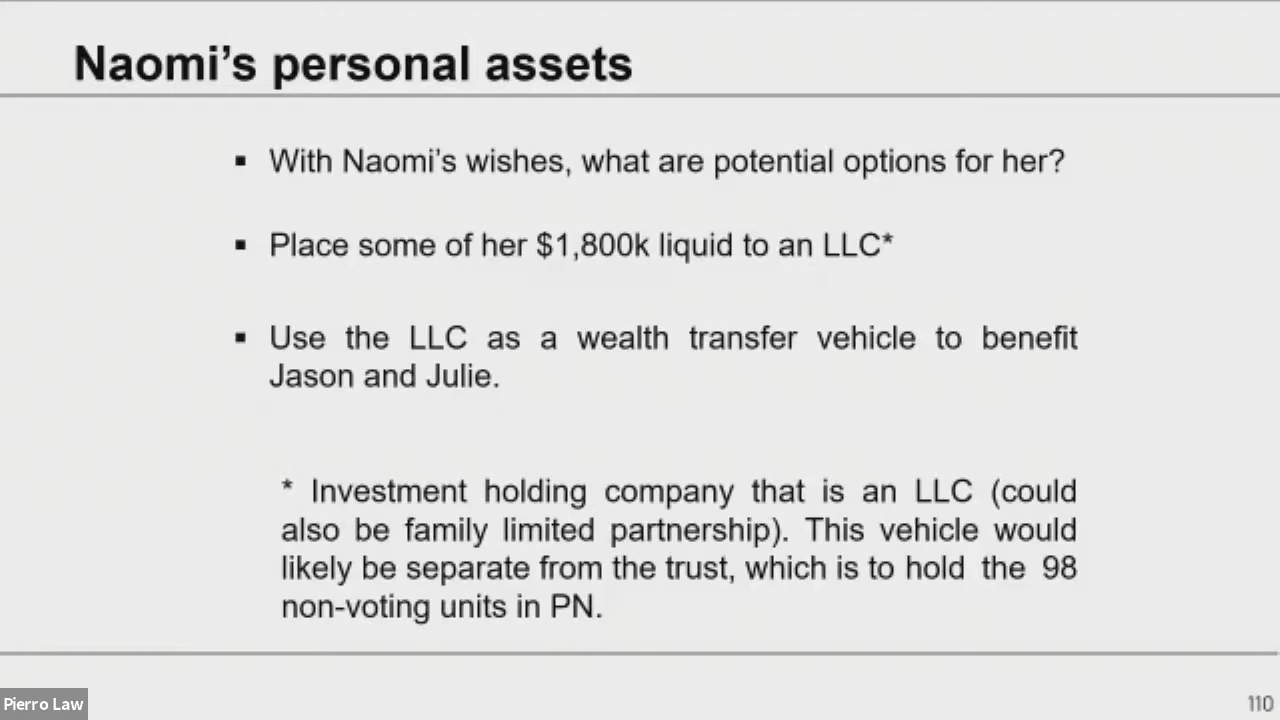 Naomi’s personal assets
▪ With Naomi’s wishes, what are potential options for her?
▪ Place some of her $1,800k liquid to an LLC*
▪ Use the LLC as a wealth transfer vehicle to benefit
Jason and Julie.
* Investment holding company that is an LLC (could
also be family limited partnership). This vehicle would
likely be separate from the trust, which is to hold the 98
non-voting units in PN.
Pierro Law
110